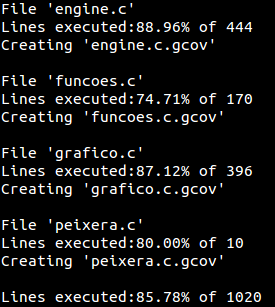 File 'engine.c'
Lines executed:88.96% of 444
Creating 'engine.c.gcov'
File 'funcoes.c'
Lines executed:74.71% of 170
Creating 'funcoes.c.gcov'
File 'grafico.c'
Lines executed:87.12% of 396
Creating 'grafico.c.gcov'
File 'peixera.c'
Lines executed:80.00% of 10
Creating 'peixera.c.gcov'
Lines executed:85.78% of 1020